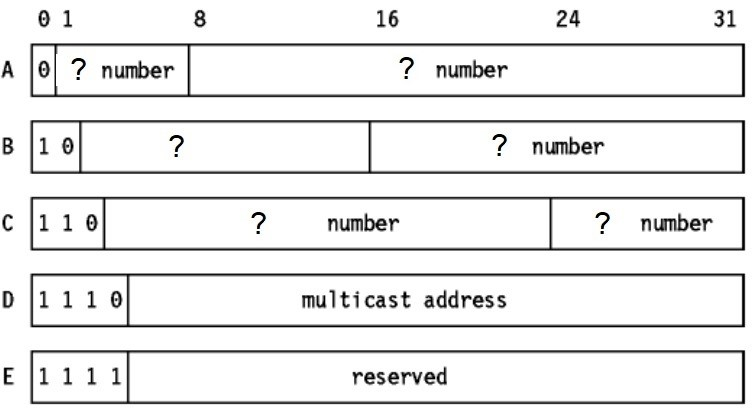 0 1 8 16 24 31
A 0 ? number ? number
B 1 0 ? ? number
C 1 1 0 ? number ? number
D 1 1 1 0 multicast address
E 1 1 1 1 reserved